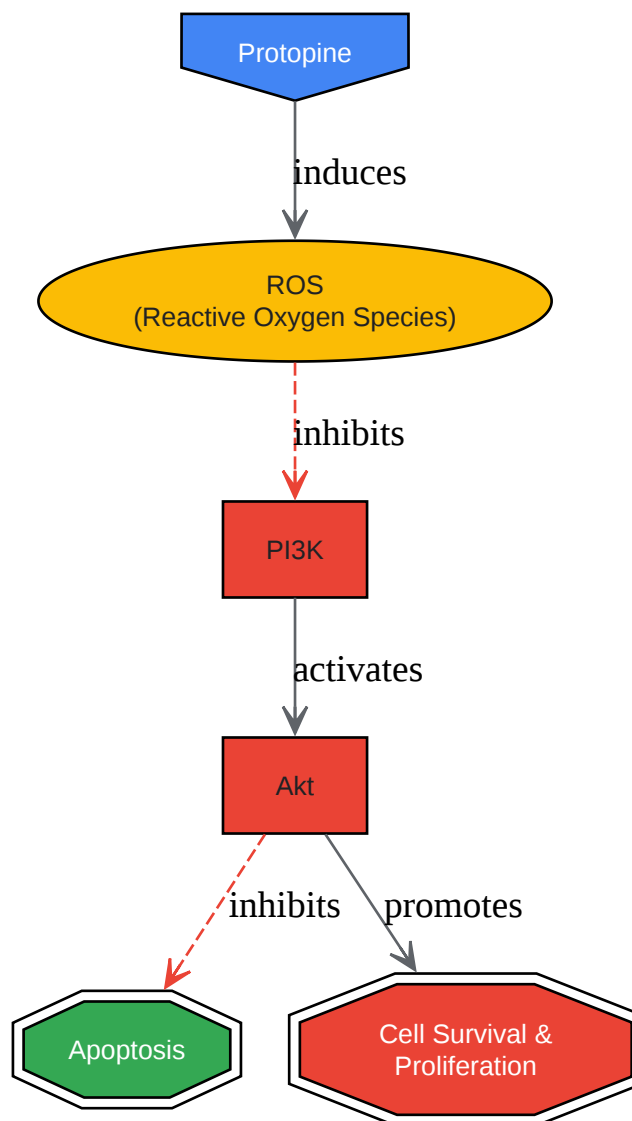 Protopine
induces
ROS
(Reactive Oxygen Species)
inhibits
PI3K
activates
Akt
inhibits
promotes
Apoptosis
Cell Survival &
Proliferation